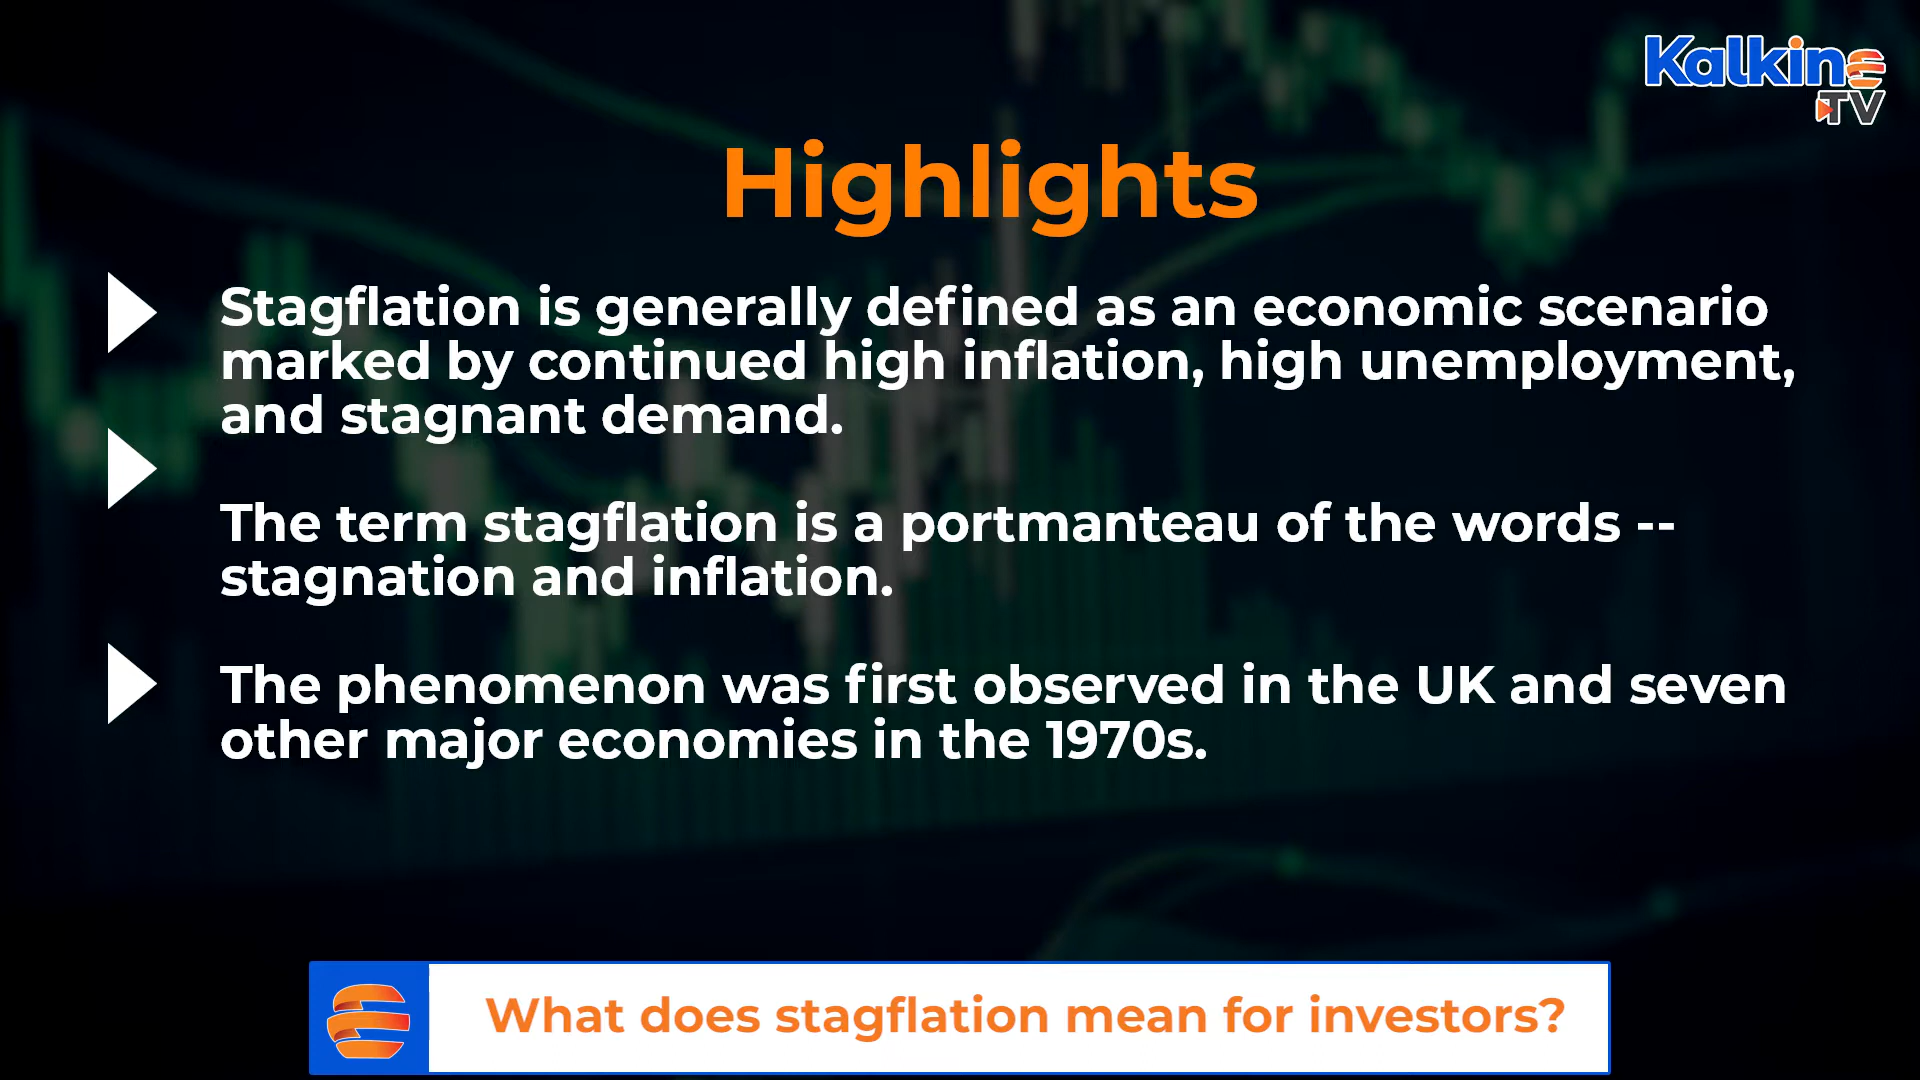 Kalkine
TV
Highlights
Stagflation is generally defined as an economic scenario
marked by continued high inflation, high unemployment,
and stagnant demand.
The term stagflation is a portmanteau of the words --
stagnation and inflation.
The phenomenon was first observed in the UK and seven
other major economies in the 1970s.
What does stagflation mean for investors?